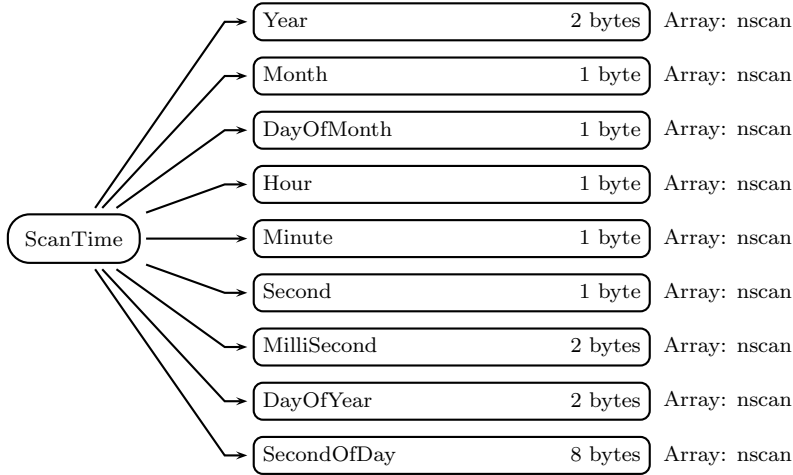 Year 2 bytes Array: nscan
Month 1 byte Array: nscan
DayOfMonth 1 byte Array: nscan
Hour 1 byte Array: nscan
ScanTime Minute 1 byte Array: nscan
Second 1 byte Array: nscan
MilliSecond 2 bytes Array: nscan
DayOfYear 2 bytes Array: nscan
SecondOfDay 8 bytes Array: nscan